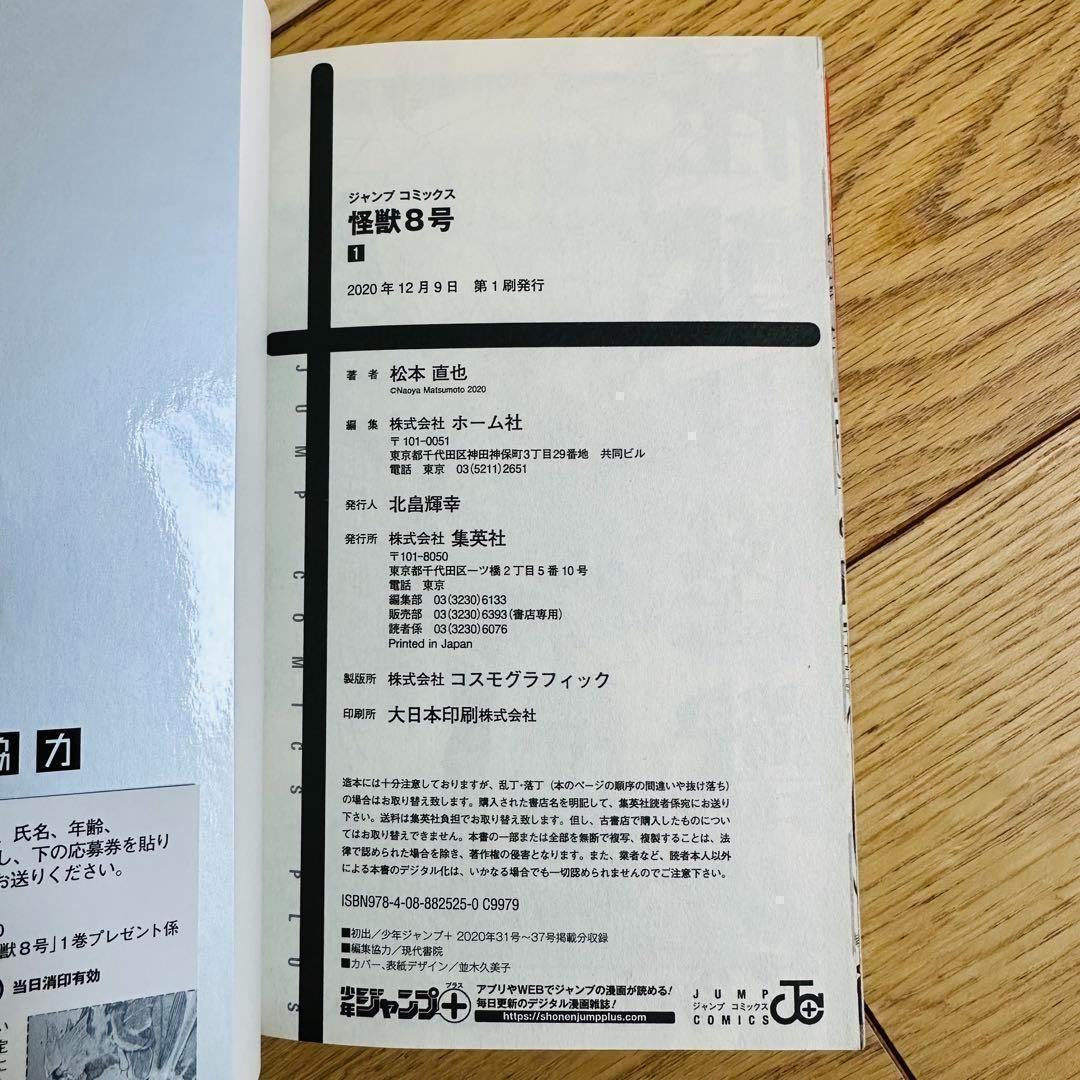 ジャンプ コミックス
怪獣8号
1
2020年12月9日 第1刷発行
著者 松本 直也
©Naoya Matsumoto 2020
編集 株式会社 ホーム社
〒101-0051
東京都千代田区神田神保町3丁目29番地 共同ビル
電話 東京 03(5211)2651
発行人 北畠輝幸
発行所 株式会社 集英社
〒101-8050
東京都千代田区一ツ橋2丁目5番10号
電話 東京
編集部 03(3230)6133
販売部 03(3230)6393(書店専用)
読者係 03(3230)6076
Printed in Japan
製版所 株式会社 コスモグラフィック
印刷所 大日本印刷株式会社
造本には十分注意しておりますが、乱丁・落丁(本のページの順序の間違いや抜け落ち)
の場合はお取り替え致します。購入された書店名を明記して、集英社読者係宛にお送り
下さい。送料は集英社負担でお取り替え致します。但し、古書店で購入したものについ
てはお取り替えできません。本書の一部または全部を無断で複写、複製することは、法
律で認められた場合を除き、著作権の侵害となります。また、業者など、読者本人以外
による本書のデジタル化は、いかなる場合でも一切認められませんのでご注意下さい。
ISBN978-4-08-882525-0 C9979
■初出/少年ジャンプ+ 2020年31号〜37号掲載分収録
■編集協力/現代書院
■カバー、表紙デザイン/並木久美子
少年ジャンプ+
プラス
アプリやWEBでジャンプの漫画が読める!
毎日更新のデジタル漫画雑誌!
https://shonenjumpplus.com
JUMP
ジャンプ コミックス
COMICS
JC+
JUMP COMICS PLUS
協力
、氏名、年齢、
し、下の応募券を貼り
お送りください。
獣8号」1巻プレゼント係
当日消印有効